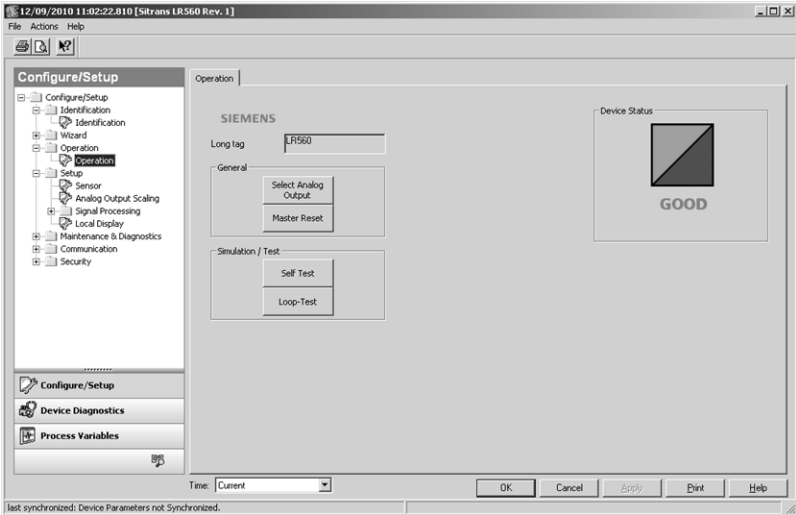 12/09/2010 11:02:22.810 [Sitrans LR560 Rev. 1]
File Actions Help
Configure/Setup
Configure/Setup
Identification
Identification
Wizard
Operation
Operation
Setup
Sensor
Analog Output Scaling
Signal Processing
Local Display
Maintenance & Diagnostics
Communication
Security
Configure/Setup
Device Diagnostics
Process Variables
Operation
SIEMENS
Long tag LR560
General
Select Analog
Output
Master Reset
Simulation / Test
Self Test
Loop-Test
Device Status
GOOD
Time: Current
OK Cancel Apply Print Help
last synchronized: Device Parameters not Synchronized.